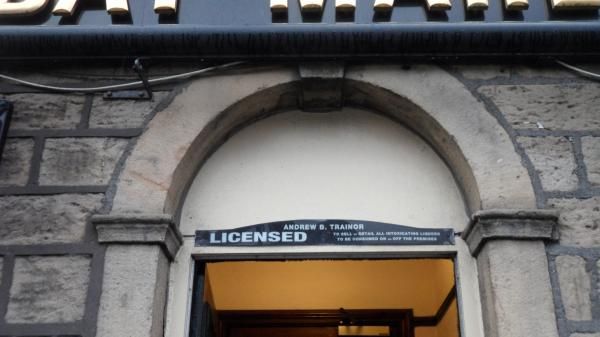 ANDREW B. TRAINOR
LICENSED TO SELL BY RETAIL ALL INTOXICATING LIQUORS
TO BE CONSUMED ON OR OFF THE PREMISES